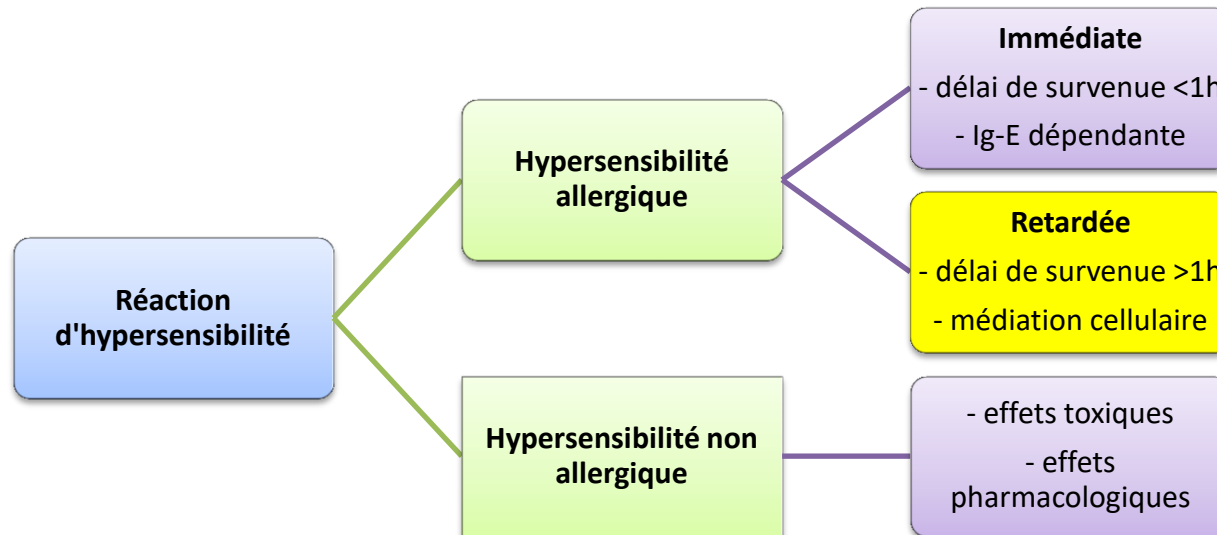 Réaction
d'hypersensibilité
Hypersensibilité
allergique
Immédiate
- délai de survenue <1h
- Ig-E dépendante
Retardée
- délai de survenue >1h
- médiation cellulaire
Hypersensibilité non
allergique
- effets toxiques
- effets
pharmacologiques